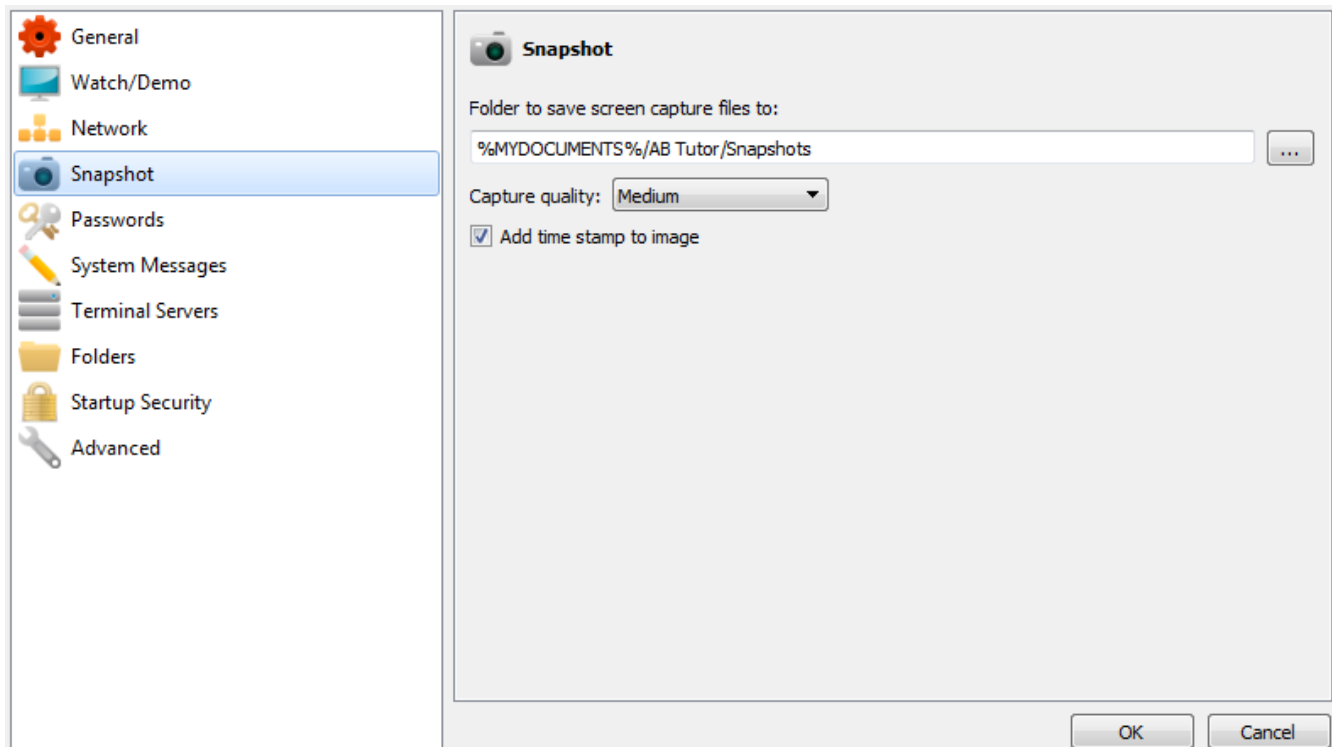 General
Watch/Demo
Network
Snapshot
Passwords
System Messages
Terminal Servers
Folders
Startup Security
Advanced
Snapshot
Folder to save screen capture files to:
%MYDOCUMENTS%/AB Tutor/Snapshots
...
Capture quality: Medium
Add time stamp to image
OK Cancel